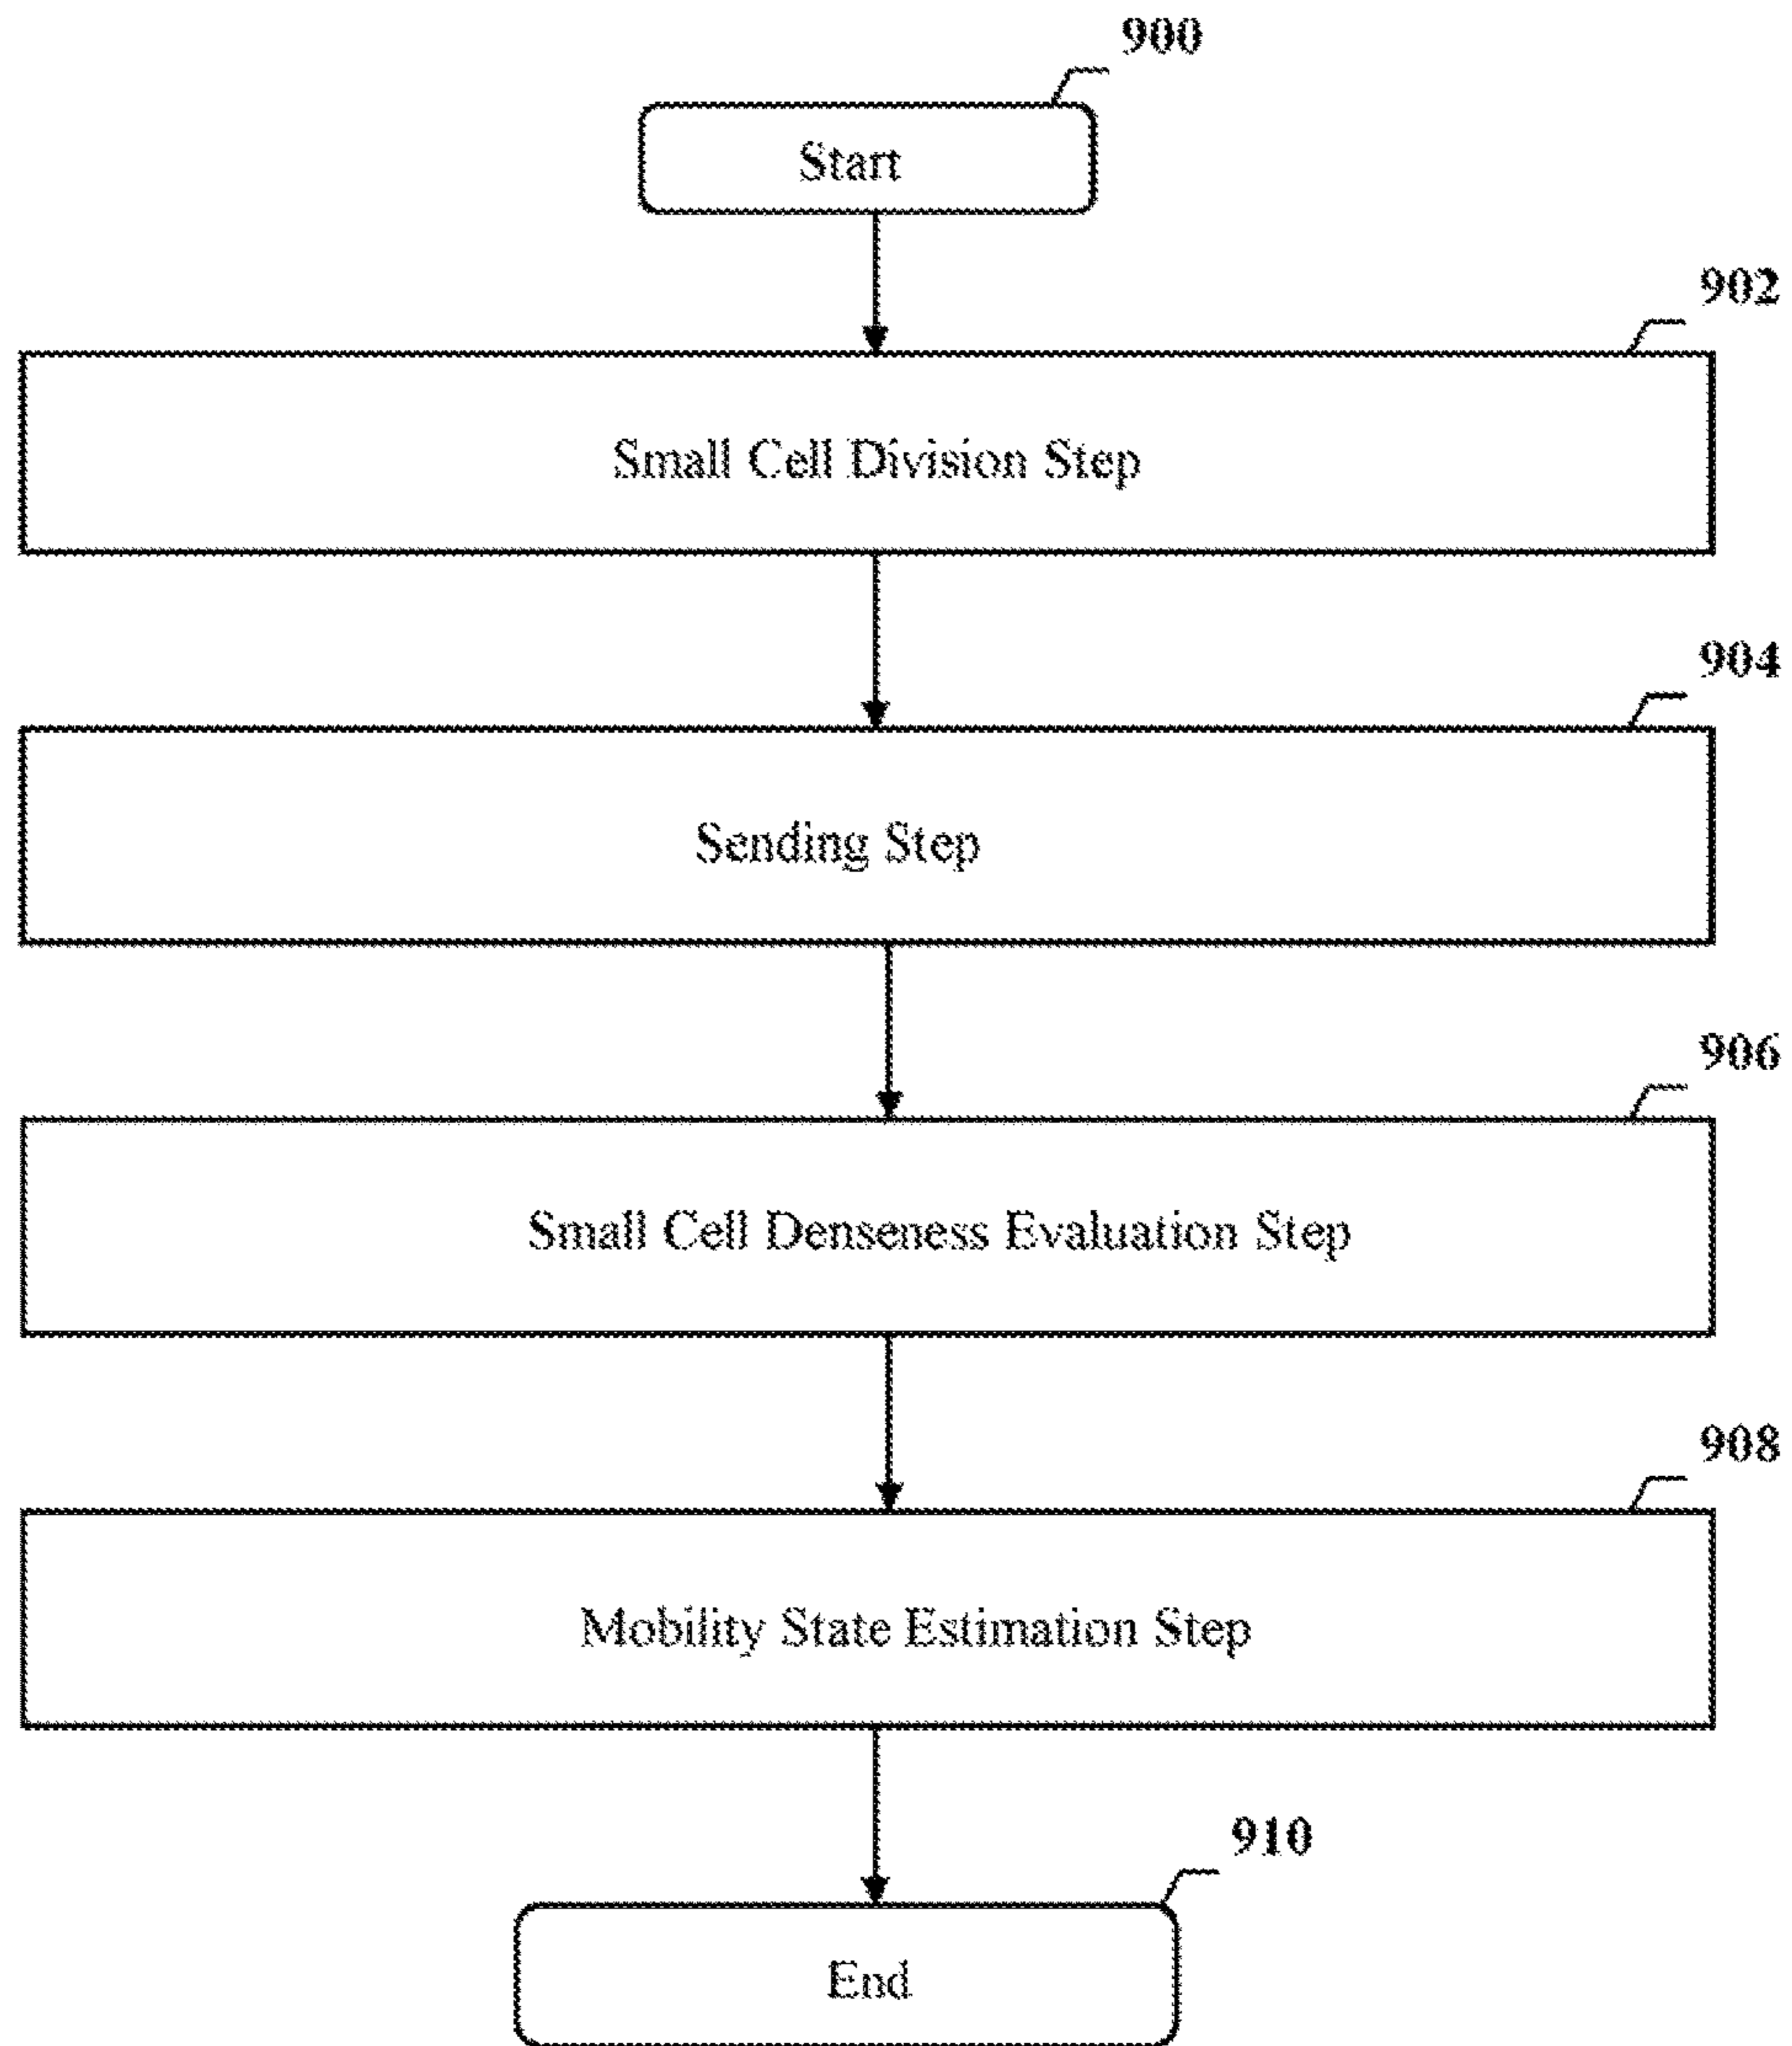 900
Start
902
Small Cell Division Step
904
Sending Step
906
Small Cell Denseness Evaluation Step
908
Mobility State Estimation Step
910
End